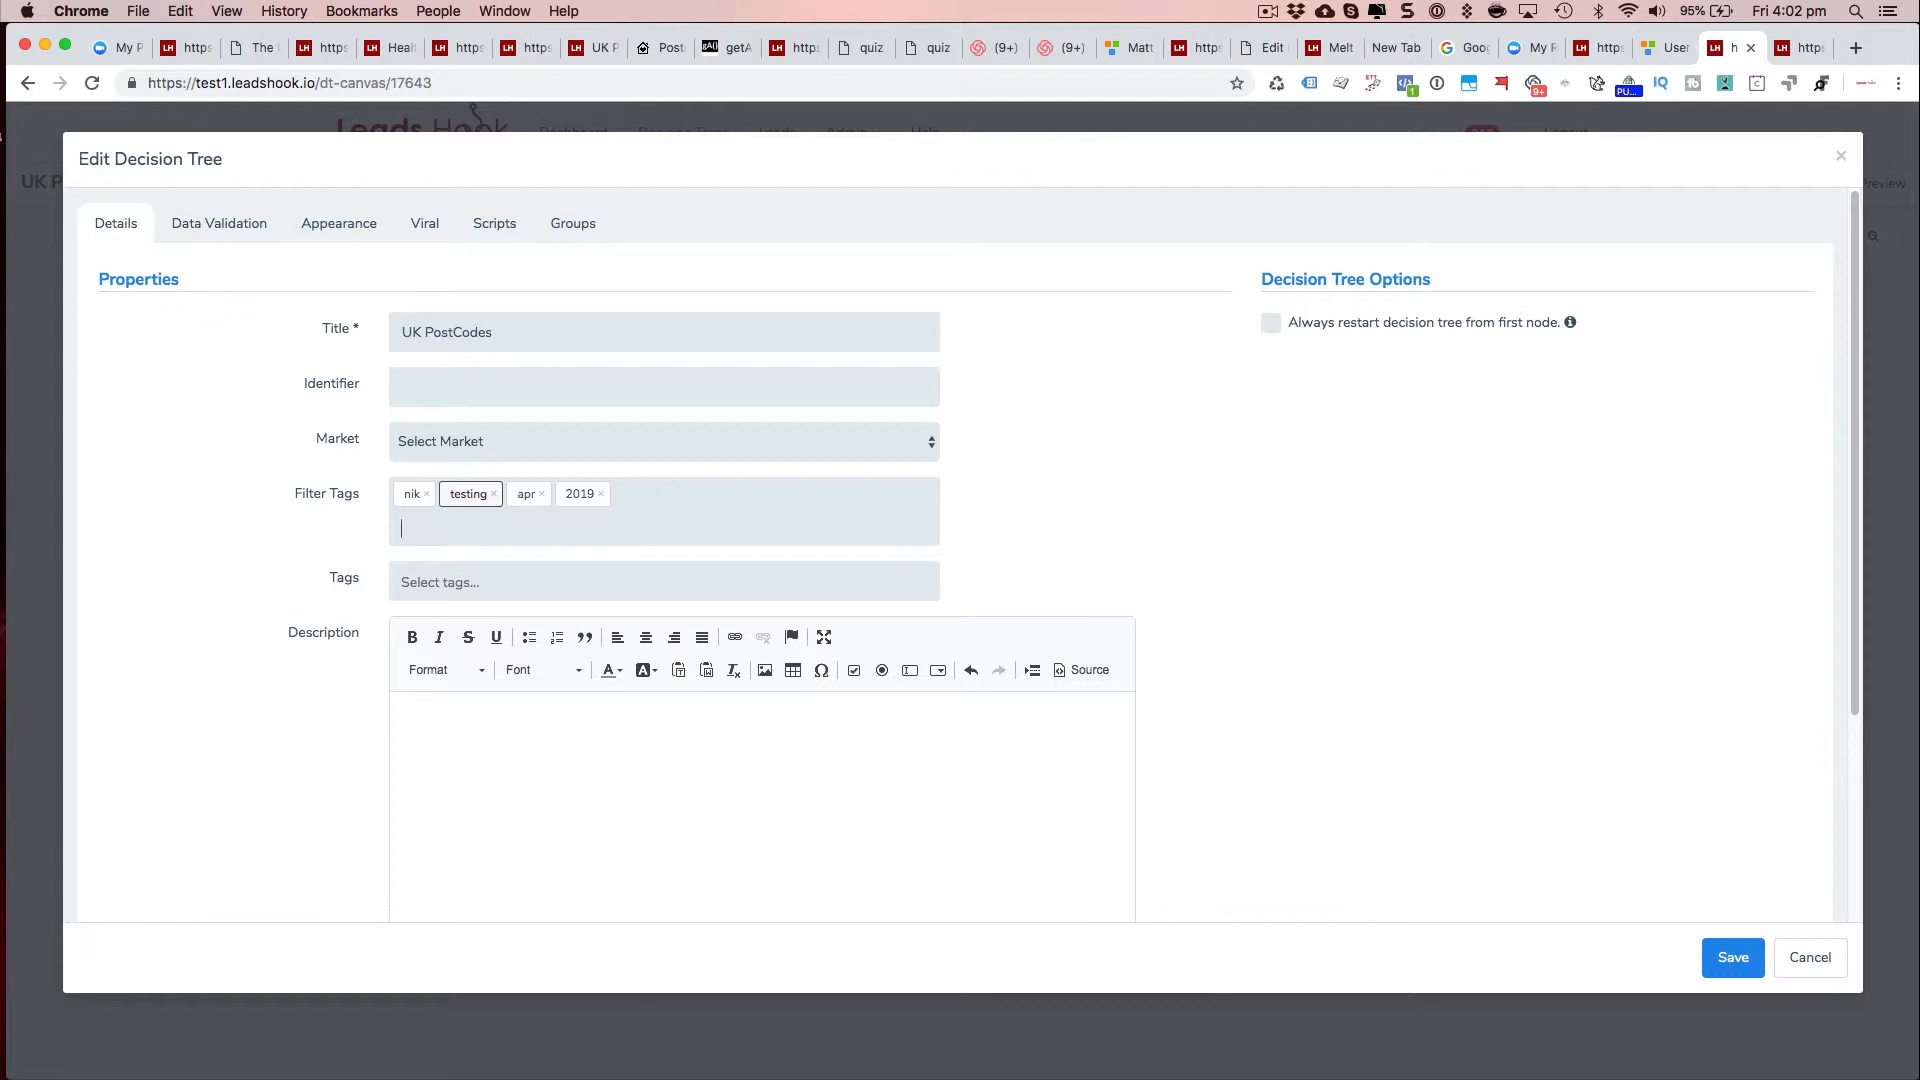 Chrome File Edit View History Bookmarks People Window Help 95% Fri 4:02 pm
My P https The https Heal https https UK P Post getA https quiz quiz (9+) (9+) Matt https Edit Melt New Tab Goog My R https User h https
https://test1.leadshook.io/dt-canvas/17643
Leads Hook Dashboard Decision Trees Leads Admin Help Logout
Edit Decision Tree
UK P Preview
Details Data Validation Appearance Viral Scripts Groups
Properties Decision Tree Options
Title * UK PostCodes Always restart decision tree from first node.
Identifier
Market Select Market
Filter Tags nik × testing × apr × 2019 ×
Tags Select tags...
Description
Format Font Source
Save Cancel